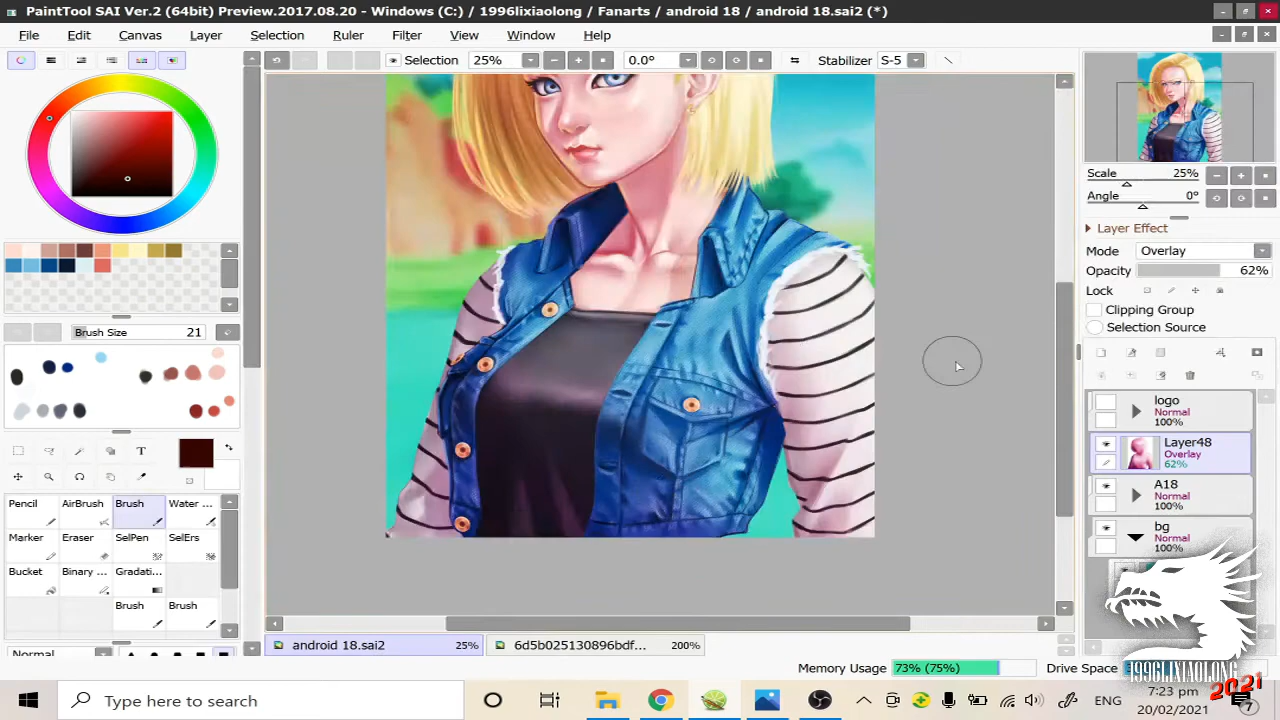 PaintTool SAI Ver.2 (64bit) Preview.2017.08.20 - Windows (C:) / 1996lixiaolong / Fanarts / android 18 / android 18.sai2 (*)
File Edit Canvas Layer Selection Ruler Filter View Window Help
Selection 25% 0.0° Stabilizer S-5
Scale 25%
Angle 0°
Layer Effect
Mode Overlay
Opacity 62%
Lock
Clipping Group
Selection Source
Brush Size 21
logo
Normal
100%
Layer48
Overlay
62%
A18
Normal
100%
bg
Normal
100%
T
Pencil AirBrush Brush Water ...
Marker Eraser SelPen SelErs
Bucket Binary ... Gradati...
Brush Brush
Normal
android 18.sai2 25% 6d5b025130896bdf... 200%
Memory Usage 73% (75%) Drive Space
1996LIXIAOLONG
2021
Type here to search
ENG
7:23 pm
20/02/2021
7